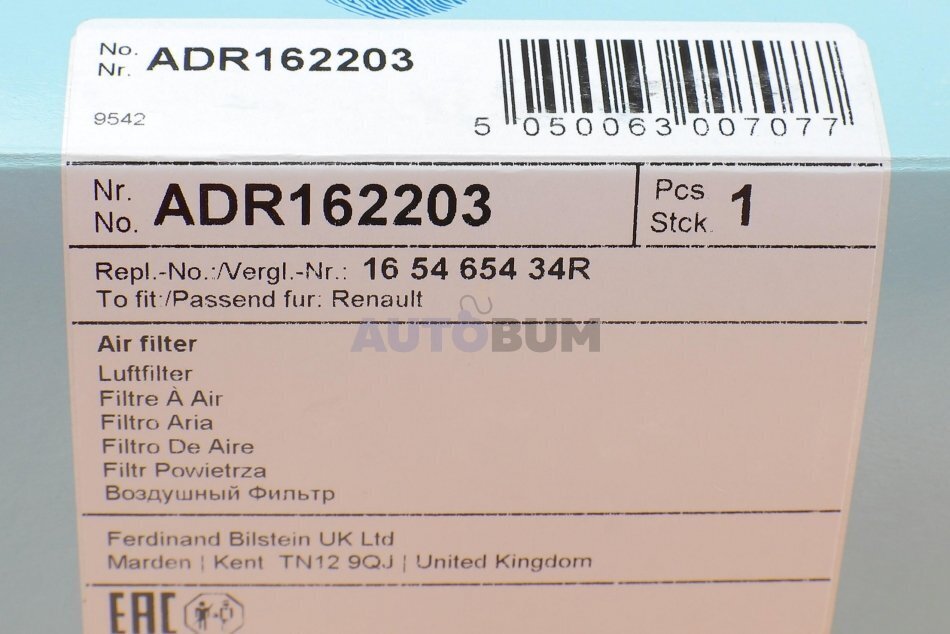 No.
Nr. ADR162203
9542
5 050063 007077
Nr.
No. ADR162203
Pcs
Stck. 1
Repl.-No.:/Vergl.-Nr.: 16 54 654 34R
To fit:/Passend fur: Renault
AUTOBUM
Air filter
Luftfilter
Filtre À Air
Filtro Aria
Filtro De Aire
Filtr Powietrza
Воздушный Фильтр
Ferdinand Bilstein UK Ltd
Marden | Kent TN12 9QJ | United Kingdom
EAC